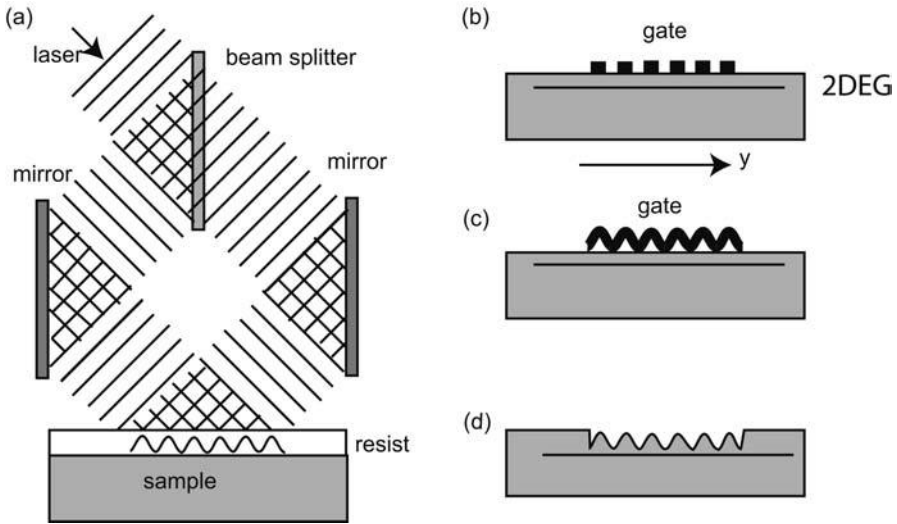 (a)
laser
beam splitter
mirror
mirror
resist
sample
(b)
gate
2DEG
y
(c)
gate
(d)